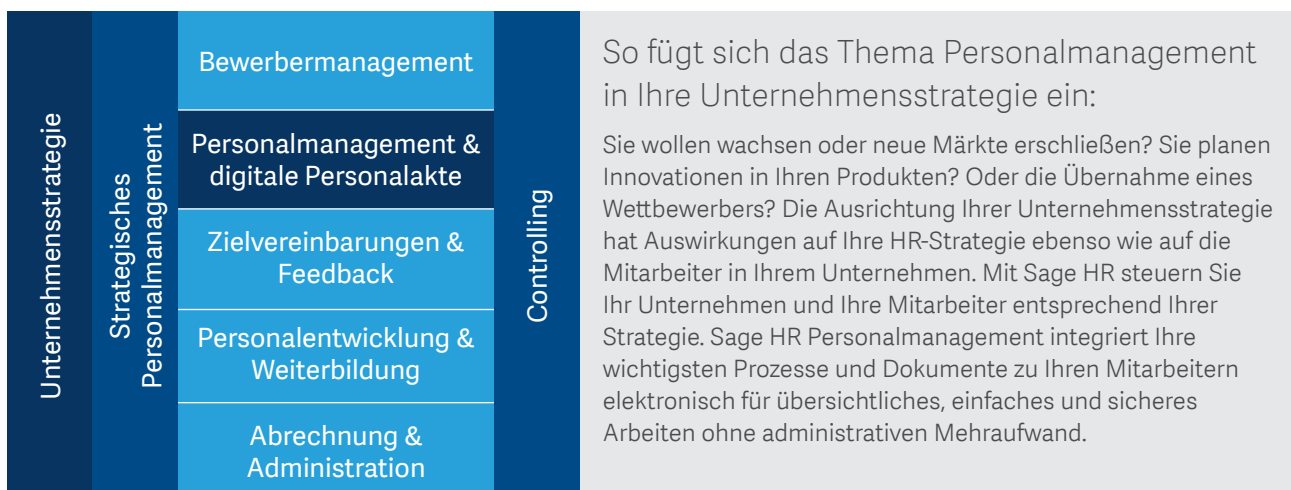 Unternehmensstrategie
Strategisches
Personalmanagement
Bewerbermanagement
Personalmanagement &
digitale Personalakte
Zielvereinbarungen &
Feedback
Personalentwicklung &
Weiterbildung
Abrechnung &
Administration
Controlling
So fügt sich das Thema Personalmanagement
in Ihre Unternehmensstrategie ein:
Sie wollen wachsen oder neue Märkte erschließen? Sie planen
Innovationen in Ihren Produkten? Oder die Übernahme eines
Wettbewerbers? Die Ausrichtung Ihrer Unternehmensstrategie
hat Auswirkungen auf Ihre HR-Strategie ebenso wie auf die
Mitarbeiter in Ihrem Unternehmen. Mit Sage HR steuern Sie
Ihr Unternehmen und Ihre Mitarbeiter entsprechend Ihrer
Strategie. Sage HR Personalmanagement integriert Ihre
wichtigsten Prozesse und Dokumente zu Ihren Mitarbeitern
elektronisch für übersichtliches, einfaches und sicheres
Arbeiten ohne administrativen Mehraufwand.